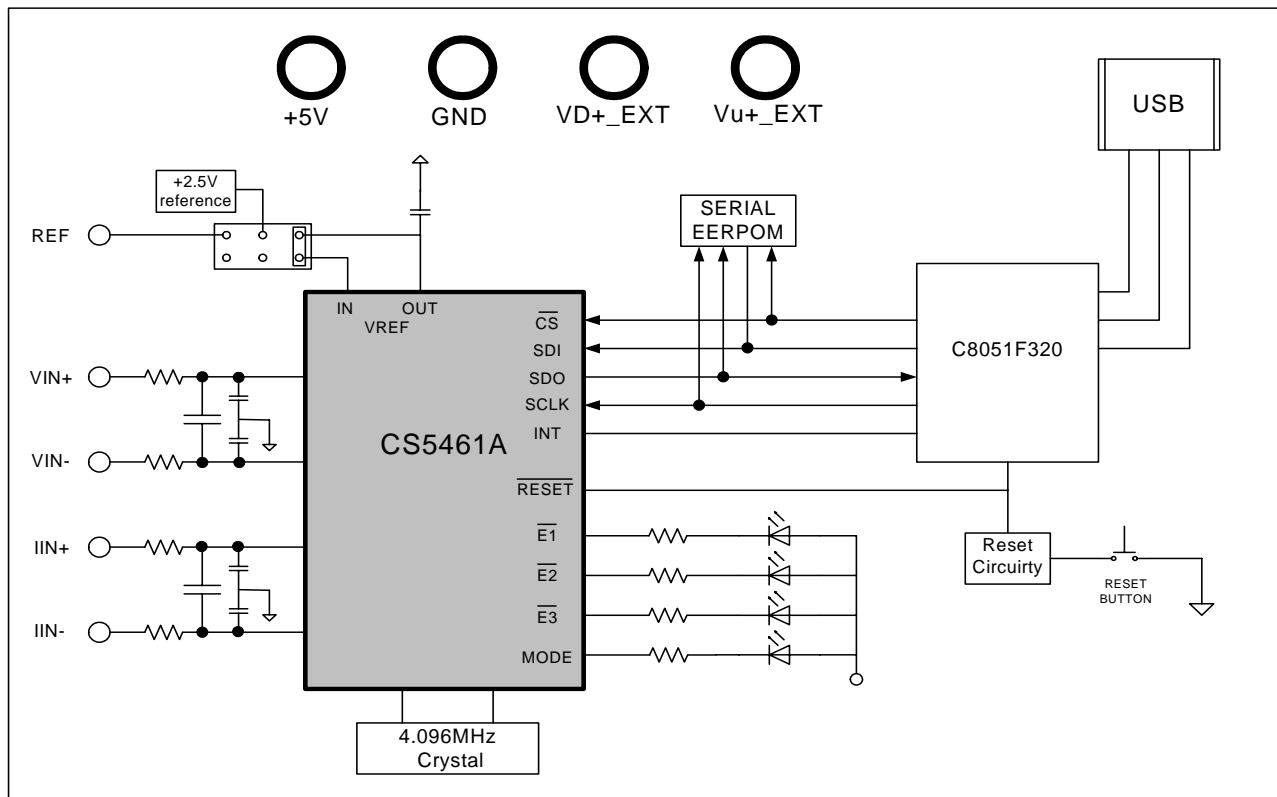 +5V
GND
VD+_EXT
Vu+_EXT
USB
+2.5V
reference
REF
SERIAL
EERPOM
IN
OUT
VREF
CS
SDI
SDO
SCLK
INT
RESET
E1
E2
E3
MODE
C8051F320
VIN+
VIN-
CS5461A
IIN+
IIN-
Reset
Circuirty
RESET
BUTTON
4.096MHz
Crystal